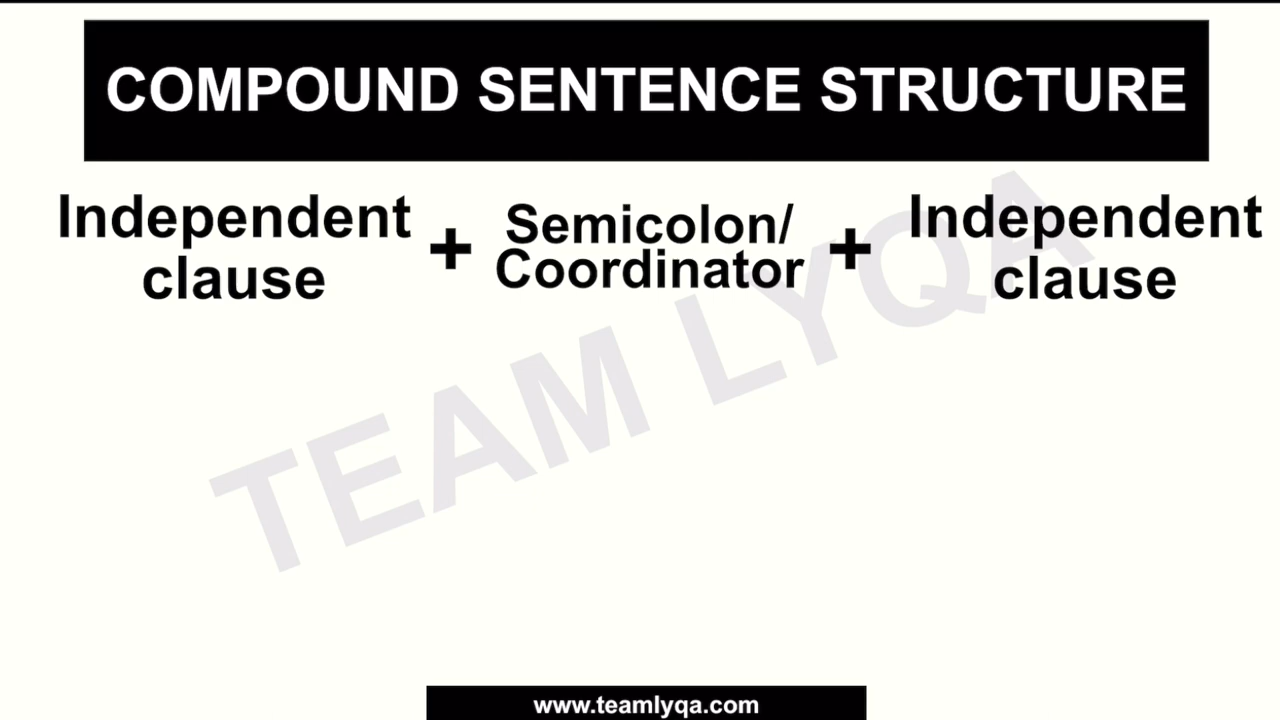 COMPOUND SENTENCE STRUCTURE
Independent clause + Semicolon/ Coordinator + Independent clause
TEAM LYQA
www.teamlyqa.com